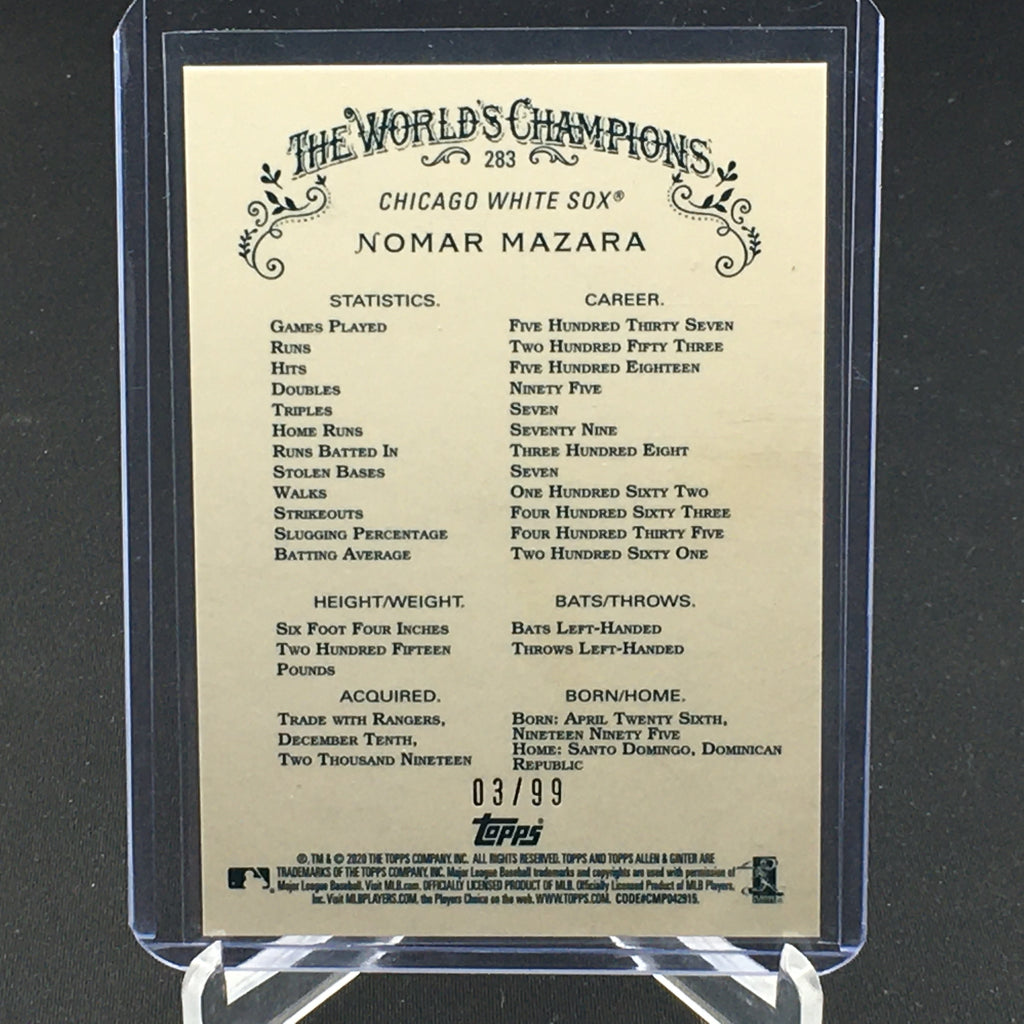 THE WORLD'S CHAMPIONS
283
CHICAGO WHITE SOX®
NOMAR MAZARA
STATISTICS. CAREER.
GAMES PLAYED FIVE HUNDRED THIRTY SEVEN
RUNS TWO HUNDRED FIFTY THREE
HITS FIVE HUNDRED EIGHTEEN
DOUBLES NINETY FIVE
TRIPLES SEVEN
HOME RUNS SEVENTY NINE
RUNS BATTED IN THREE HUNDRED EIGHT
STOLEN BASES SEVEN
WALKS ONE HUNDRED SIXTY TWO
STRIKEOUTS FOUR HUNDRED SIXTY THREE
SLUGGING PERCENTAGE FOUR HUNDRED THIRTY FIVE
BATTING AVERAGE TWO HUNDRED SIXTY ONE
HEIGHT/WEIGHT.
SIX FOOT FOUR INCHES
TWO HUNDRED FIFTEEN
POUNDS
BATS/THROWS.
BATS LEFT-HANDED
THROWS LEFT-HANDED
ACQUIRED.
TRADE WITH RANGERS,
DECEMBER TENTH,
TWO THOUSAND NINETEEN
BORN/HOME.
BORN: APRIL TWENTY SIXTH,
NINETEEN NINETY FIVE
HOME: SANTO DOMINGO, DOMINICAN
REPUBLIC
03/99
Topps®
®, TM & © 2020 THE TOPPS COMPANY, INC. ALL RIGHTS RESERVED. TOPPS AND TOPPS ALLEN & GINTER ARE
TRADEMARKS OF THE TOPPS COMPANY, INC. Major League Baseball trademarks and copyrights are used with permission of
Major League Baseball. Visit MLB.com. OFFICIALLY LICENSED PRODUCT OF MLB. Officially Licensed Product of MLB Players,
Inc. Visit MLBPLAYERS.COM, the Players Choice on the web. WWW.TOPPS.COM. CODE#CMP042915.